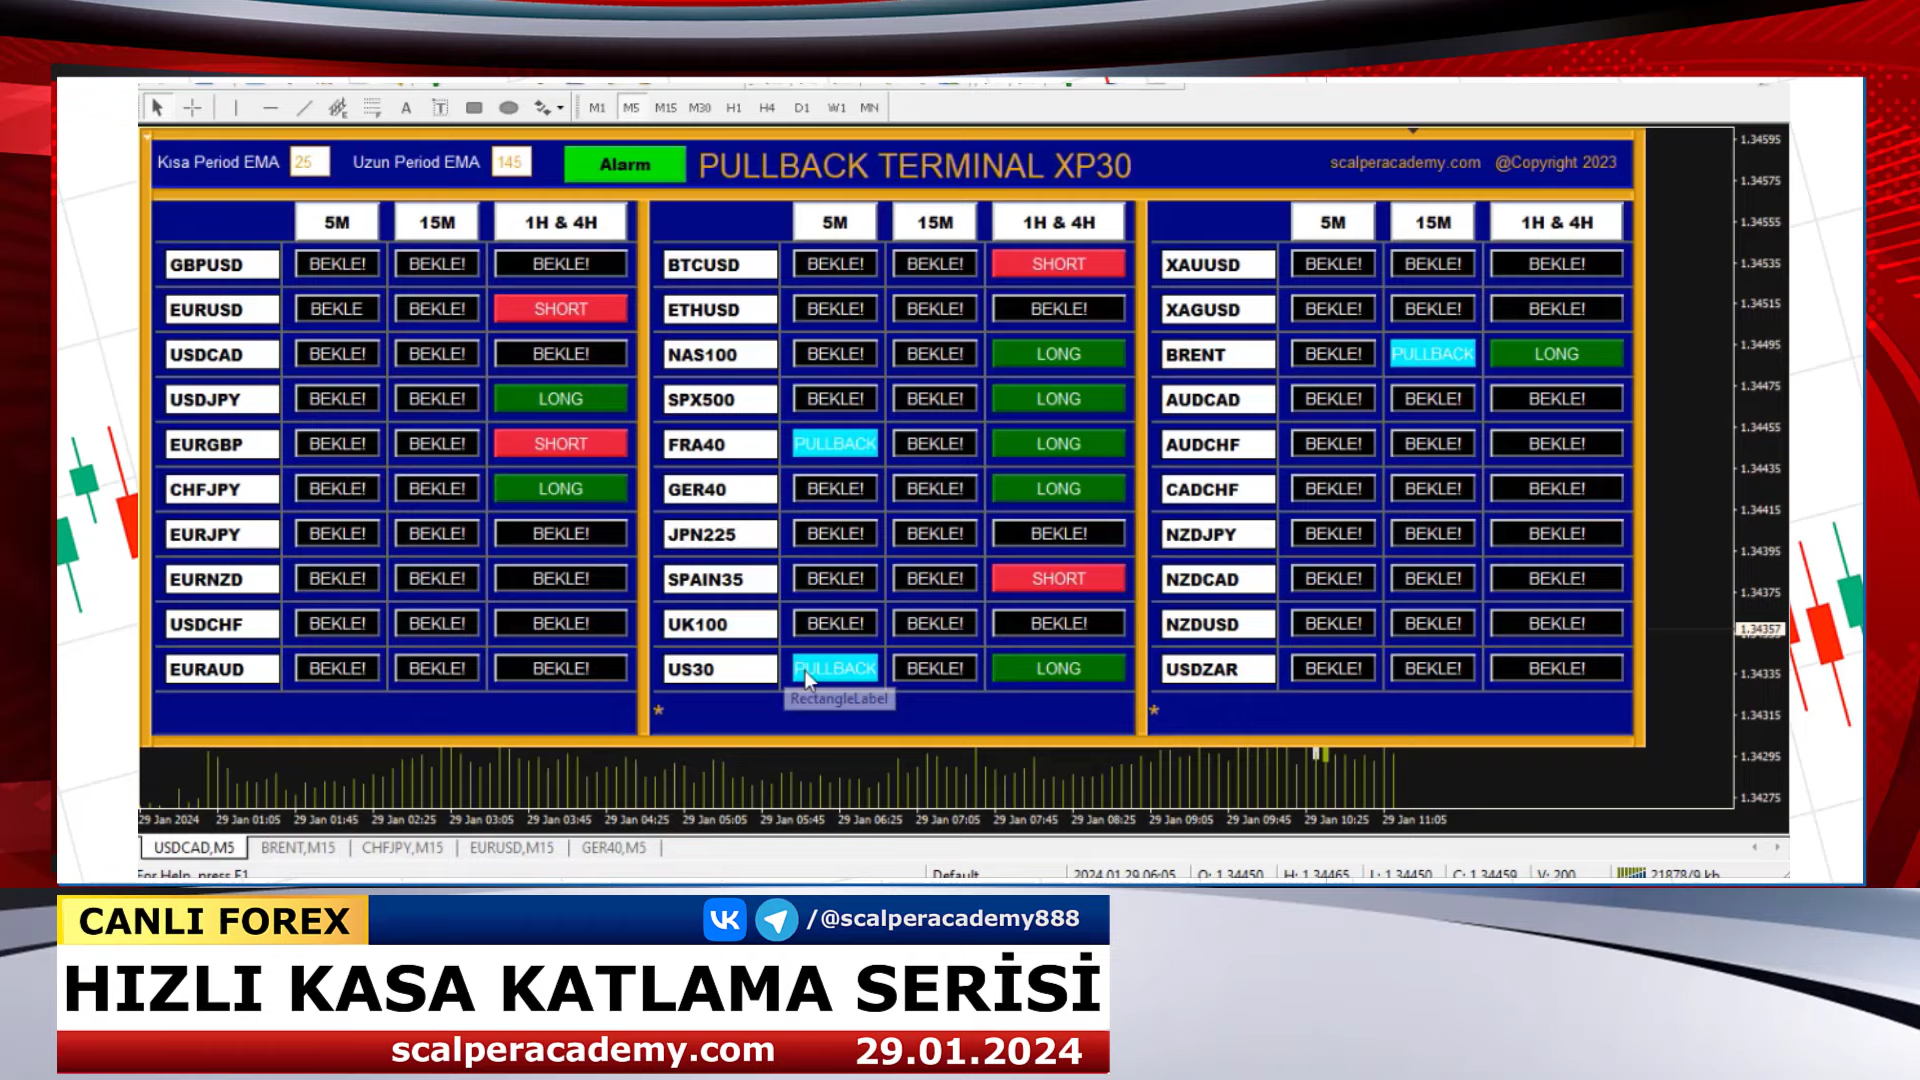 M1 M5 M15 M30 H1 H4 D1 W1 MN
Kısa Period EMA 25 Uzun Period EMA 145 Alarm PULLBACK TERMINAL XP30 scalperacademy.com @Copyright 2023
5M 15M 1H & 4H 5M 15M 1H & 4H 5M 15M 1H & 4H
GBPUSD BEKLE! BEKLE! BEKLE! BTCUSD BEKLE! BEKLE! SHORT XAUUSD BEKLE! BEKLE! BEKLE!
EURUSD BEKLE BEKLE SHORT ETHUSD BEKLE! BEKLE! BEKLE! XAGUSD BEKLE! BEKLE! BEKLE!
USDCAD BEKLE! BEKLE! BEKLE! NAS100 BEKLE! BEKLE! LONG BRENT BEKLE! PULLBACK LONG
USDJPY BEKLE! BEKLE! LONG SPX500 BEKLE! BEKLE! LONG AUDCAD BEKLE! BEKLE! BEKLE!
EURGBP BEKLE! BEKLE! SHORT FRA40 PULLBACK BEKLE! LONG AUDCHF BEKLE! BEKLE! BEKLE!
CHFJPY BEKLE! BEKLE! LONG GER40 BEKLE! BEKLE! LONG CADCHF BEKLE! BEKLE! BEKLE!
EURJPY BEKLE! BEKLE! BEKLE! JPN225 BEKLE! BEKLE! BEKLE! NZDJPY BEKLE! BEKLE! BEKLE!
EURNZD BEKLE! BEKLE! BEKLE! SPAIN35 BEKLE! BEKLE! SHORT NZDCAD BEKLE! BEKLE! BEKLE!
USDCHF BEKLE! BEKLE! BEKLE! UK100 BEKLE! BEKLE! BEKLE! NZDUSD BEKLE! BEKLE! BEKLE!
EURAUD BEKLE! BEKLE! BEKLE! US30 PULLBACK BEKLE! LONG USDZAR BEKLE! BEKLE! BEKLE!
RectangleLabel
* *
1.34595
1.34575
1.34555
1.34535
1.34515
1.34495
1.34475
1.34455
1.34435
1.34415
1.34395
1.34375
1.34357
1.34335
1.34315
1.34295
1.34275
29 Jan 2024 29 Jan 01:05 29 Jan 01:45 29 Jan 02:25 29 Jan 03:05 29 Jan 03:45 29 Jan 04:25 29 Jan 05:05 29 Jan 05:45 29 Jan 06:25 29 Jan 07:05 29 Jan 07:45 29 Jan 08:25 29 Jan 09:05 29 Jan 09:45 29 Jan 10:25 29 Jan 11:05
USDCAD,M5 BRENT,M15 CHFJPY,M15 EURUSD,M15 GER40,M5
For Help, press F1 Default 2024.01.29 06:05 O: 1.34450 H: 1.34465 L: 1.34450 C: 1.34459 V: 200 21878/9 kb
CANLI FOREX /@scalperacademy888
HIZLI KASA KATLAMA SERİSİ
scalperacademy.com 29.01.2024